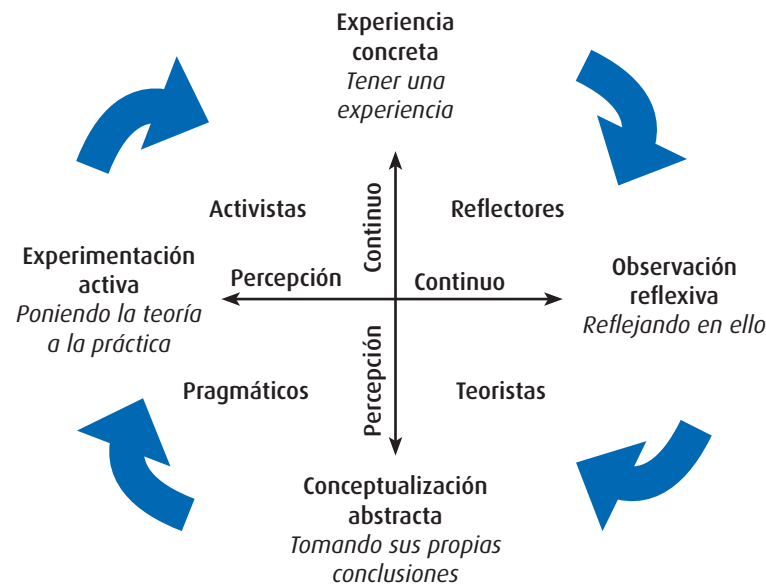 Experiencia
concreta
Tener una
experiencia
Activistas
Continuo
Reflectores
Experimentación
activa
Poniendo la teoría
a la práctica
Percepción
Continuo
Observación
reflexiva
Reflejando en ello
Pragmáticos
Percepción
Teoristas
Conceptualización
abstracta
Tomando sus propias
conclusiones